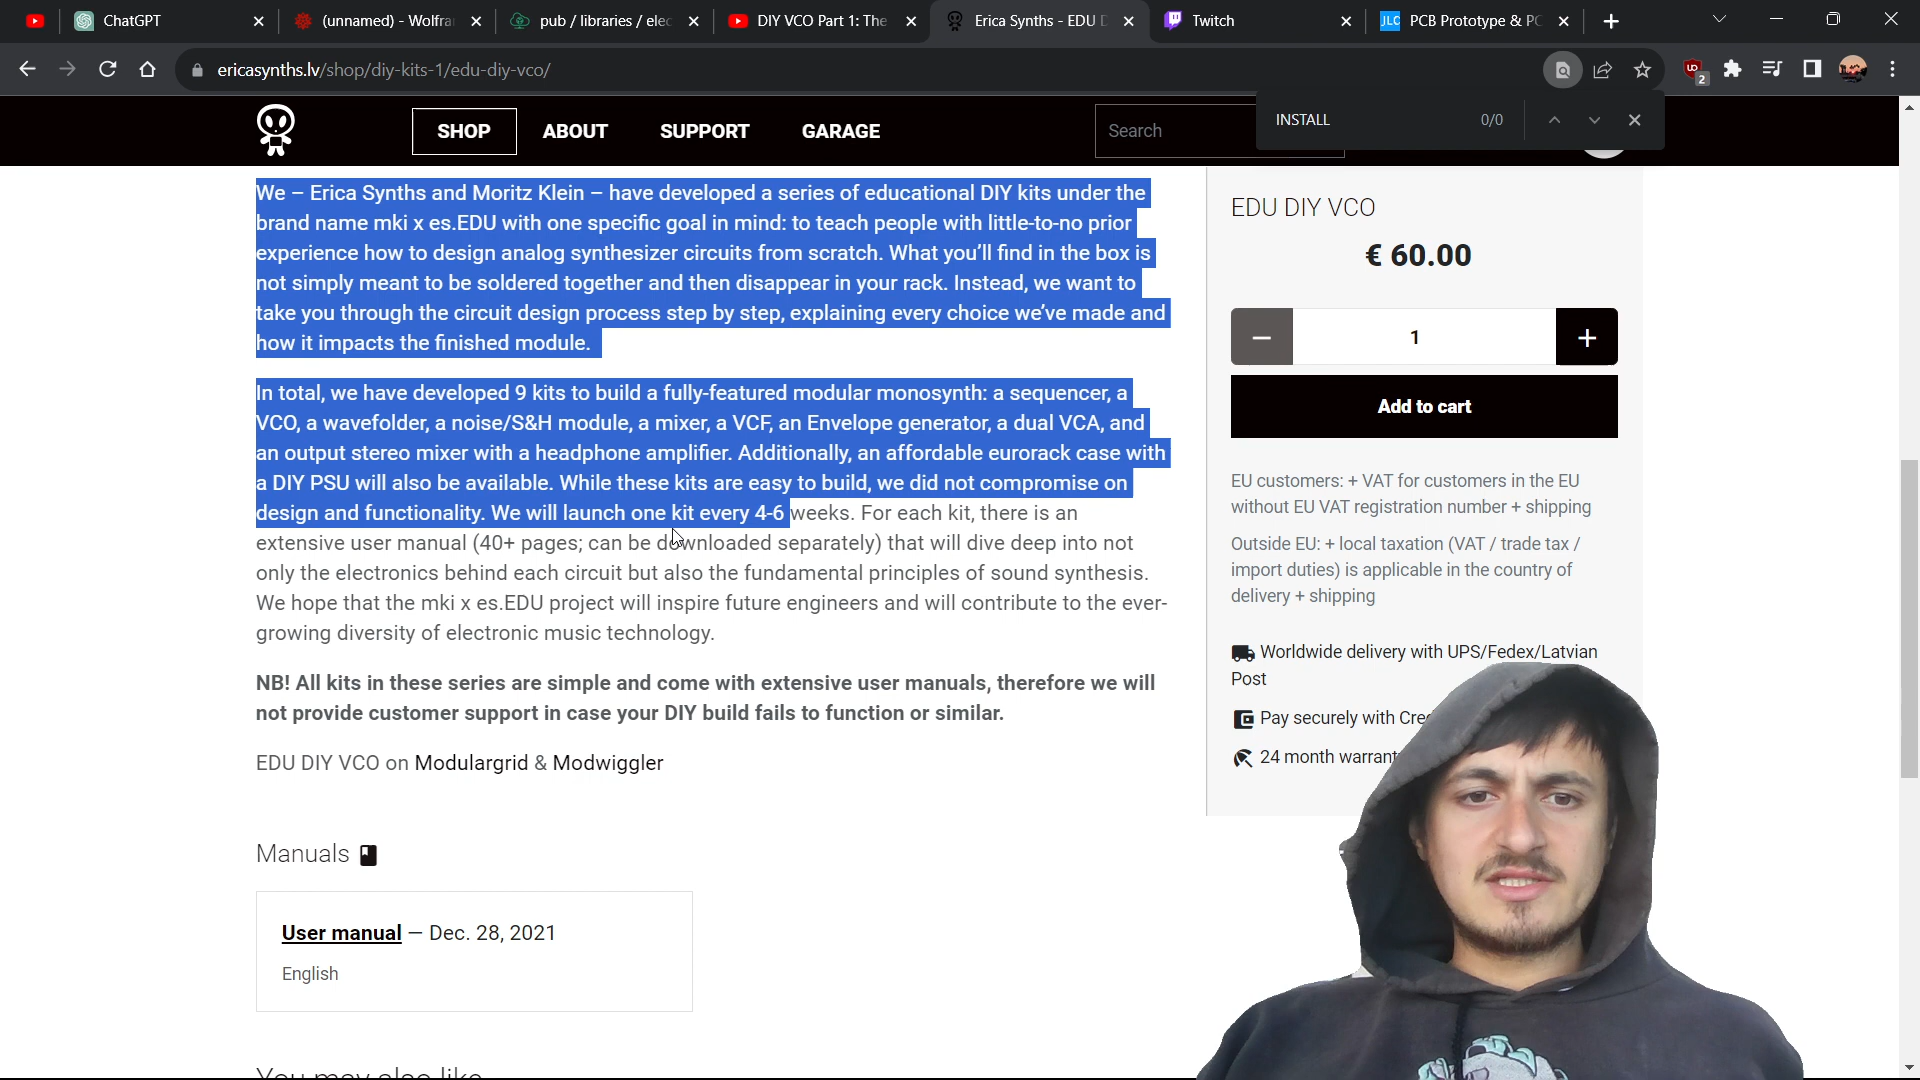 ChatGPT
(unnamed) - Wolfra
pub / libraries / elec
DIY VCO Part 1: The
Erica Synths - EDU D
Twitch
JLC
PCB Prototype & PC
ericasynths.lv/shop/diy-kits-1/edu-diy-vco/
2
SHOP
ABOUT
SUPPORT
GARAGE
Search
INSTALL
0/0
We – Erica Synths and Moritz Klein – have developed a series of educational DIY kits under the
brand name mki x es.EDU with one specific goal in mind: to teach people with little-to-no prior
experience how to design analog synthesizer circuits from scratch. What you’ll find in the box is
not simply meant to be soldered together and then disappear in your rack. Instead, we want to
take you through the circuit design process step by step, explaining every choice we’ve made and
how it impacts the finished module.
In total, we have developed 9 kits to build a fully-featured modular monosynth: a sequencer, a
VCO, a wavefolder, a noise/S&H module, a mixer, a VCF, an Envelope generator, a dual VCA, and
an output stereo mixer with a headphone amplifier. Additionally, an affordable eurorack case with
a DIY PSU will also be available. While these kits are easy to build, we did not compromise on
design and functionality. We will launch one kit every 4-6 weeks. For each kit, there is an
extensive user manual (40+ pages; can be downloaded separately) that will dive deep into not
only the electronics behind each circuit but also the fundamental principles of sound synthesis.
We hope that the mki x es.EDU project will inspire future engineers and will contribute to the ever-
growing diversity of electronic music technology.
NB! All kits in these series are simple and come with extensive user manuals, therefore we will
not provide customer support in case your DIY build fails to function or similar.
EDU DIY VCO on Modulargrid & Modwiggler
Manuals
User manual — Dec. 28, 2021
English
You may also like
EDU DIY VCO
€ 60.00
− 1 +
Add to cart
EU customers: + VAT for customers in the EU
without EU VAT registration number + shipping
Outside EU: + local taxation (VAT / trade tax /
import duties) is applicable in the country of
delivery + shipping
Worldwide delivery with UPS/Fedex/Latvian
Post
Pay securely with Cre
24 month warrant